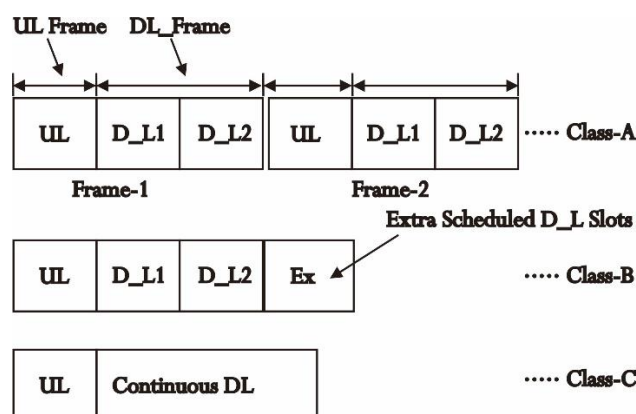 UL Frame DL_Frame
UL D_L1 D_L2 UL D_L1 D_L2 ..... Class-A
Frame-1 Frame-2
Extra Scheduled D_L Slots
UL D_L1 D_L2 Ex ..... Class-B
UL Continuous DL ..... Class-C